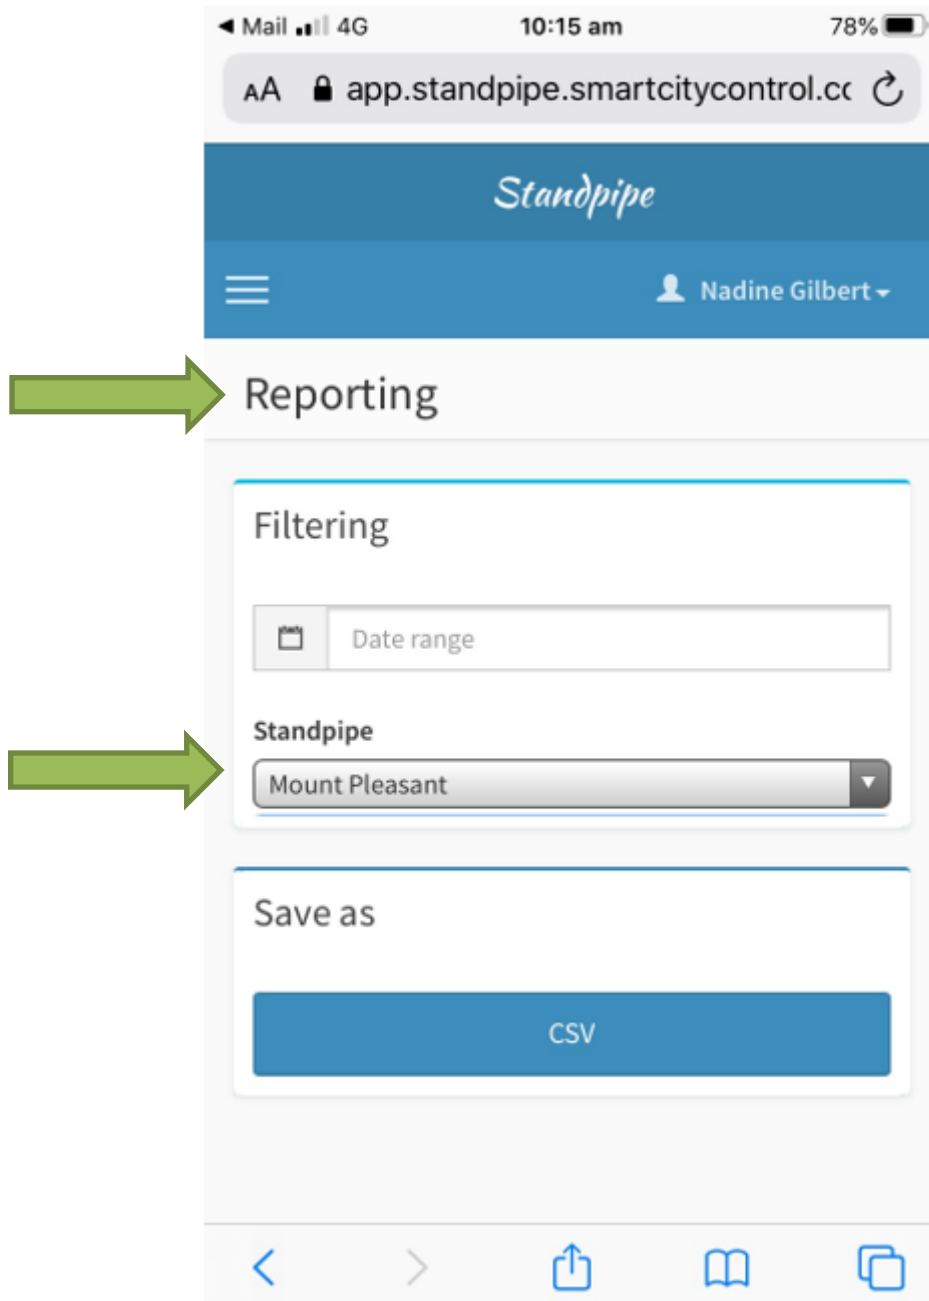 Mail 4G 10:15 am 78%
AA app.standpipe.smartcitycontrol.cc
Standpipe
Nadine Gilbert
Reporting
Filtering
Date range
Standpipe
Mount Pleasant
Save as
CSV